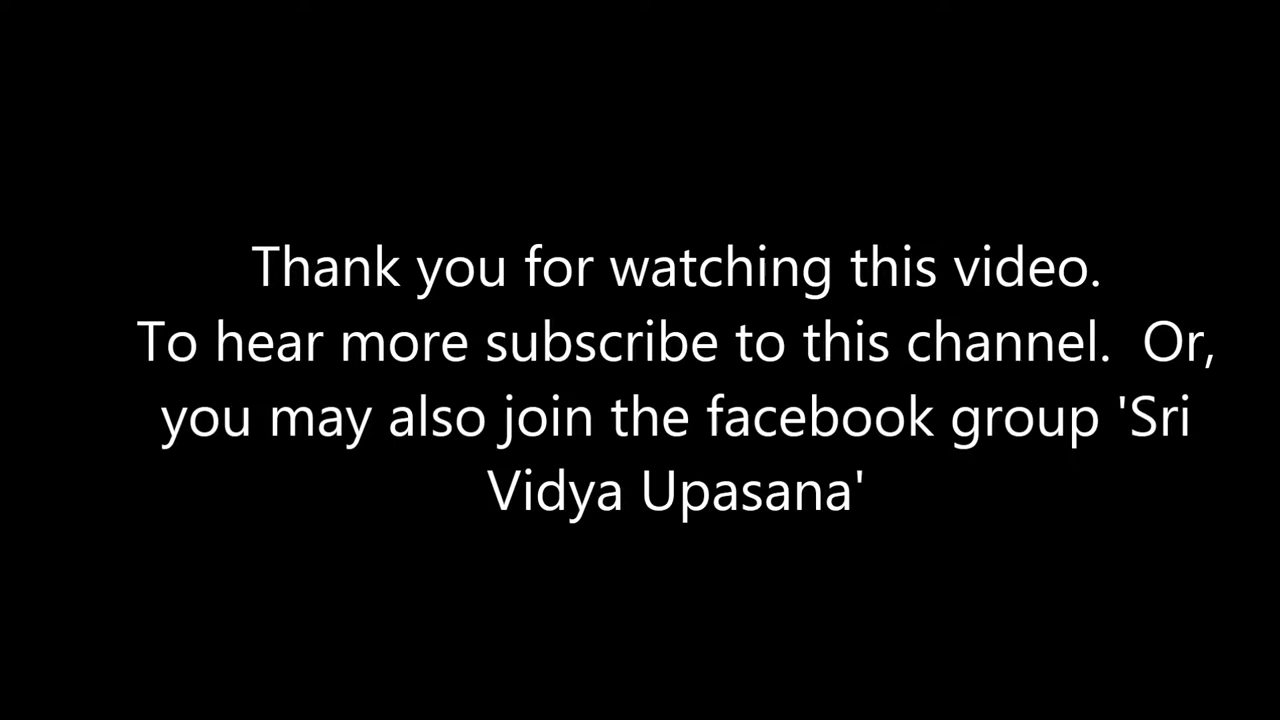 Thank you for watching this video.
To hear more subscribe to this channel.  Or,
you may also join the facebook group 'Sri
Vidya Upasana'